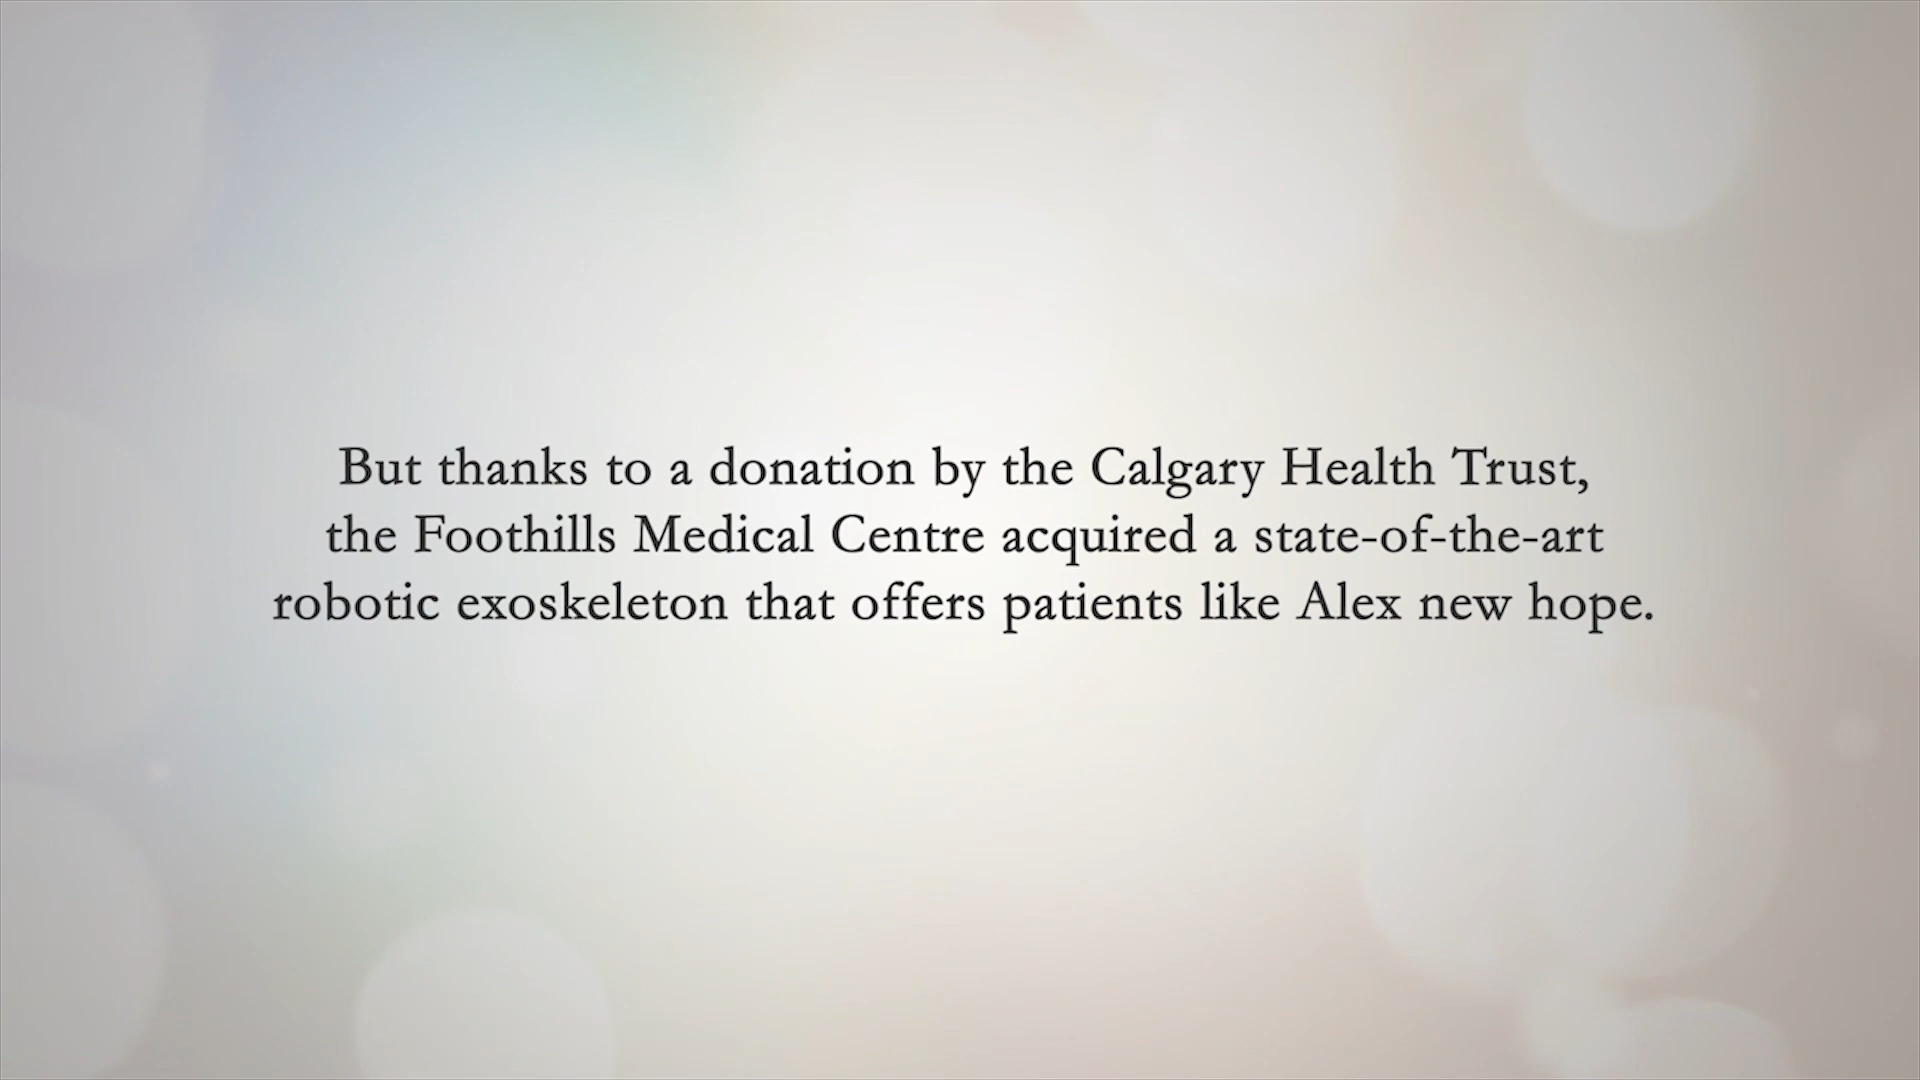 But thanks to a donation by the Calgary Health Trust,
the Foothills Medical Centre acquired a state-of-the-art
robotic exoskeleton that offers patients like Alex new hope.